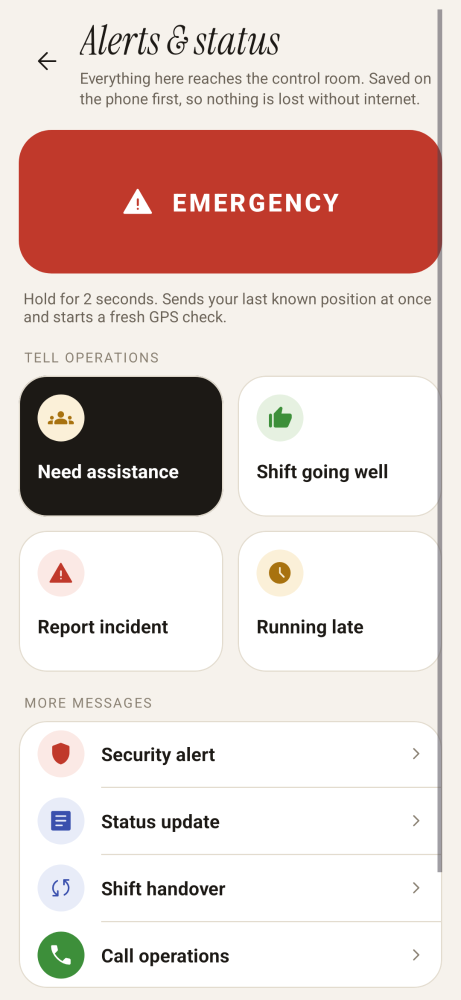 Alerts & status
Everything here reaches the control room. Saved on
the phone first, so nothing is lost without internet.
EMERGENCY
Hold for 2 seconds. Sends your last known position at once
and starts a fresh GPS check.
TELL OPERATIONS
Need assistance
Shift going well
Report incident
Running late
MORE MESSAGES
Security alert
Status update
Shift handover
Call operations